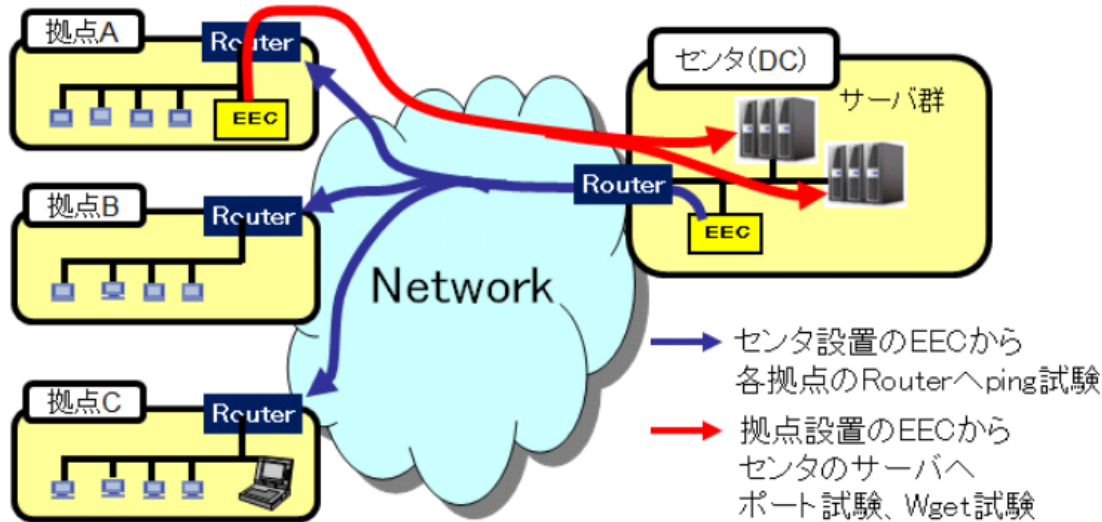 拠点A
Router
EEC
拠点B
Router
拠点C
Router
Network
センタ(DC)
サーバ群
Router
EEC
センタ設置のEECから
各拠点のRouterへping試験
拠点設置のEECから
センタのサーバへ
ポート試験、Wget試験